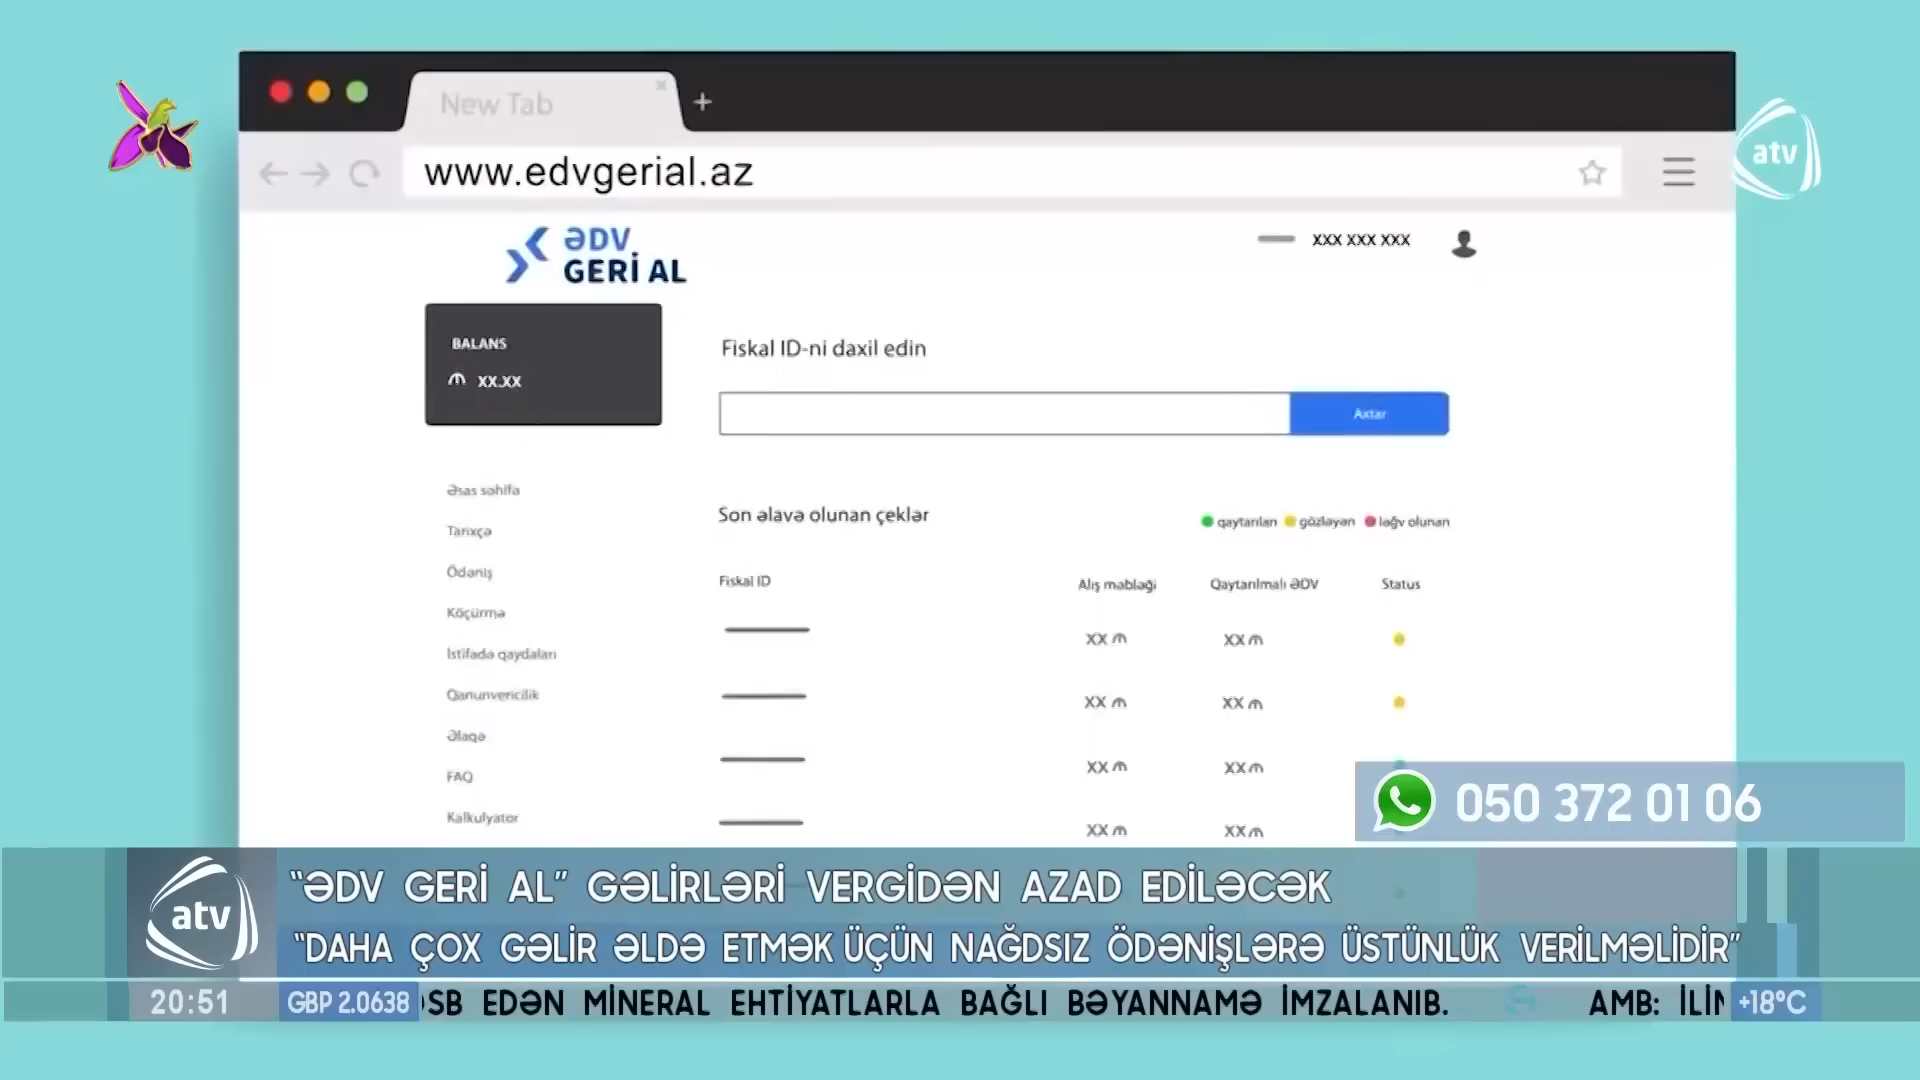 New Tab
www.edvgerial.az
atv
ƏDV
GERİ AL
XXX XXX XXX
BALANS
₼ XX.XX
Fiskal ID-ni daxil edin
Axtar
Əsas səhifə
Tarixçə
Ödəniş
Köçürmə
İstifadə qaydaları
Qanunvericilik
Əlaqə
FAQ
Kalkulyator
Son əlavə olunan çeklər
qaytarılan gözləyən ləğv olunan
Fiskal ID Alış məbləği Qaytarılmalı ƏDV Status
XX ₼ XX ₼
XX ₼ XX ₼
XX ₼ XX ₼
XX ₼ XX ₼
050 372 01 06
atv
“ƏDV GERİ AL” GƏLİRLƏRİ VERGİDƏN AZAD EDİLƏCƏK
“DAHA ÇOX GƏLİR ƏLDƏ ETMƏK ÜÇÜN NAĞDSIZ ÖDƏNİŞLƏRƏ ÜSTÜNLÜK VERİLMƏLİDİR”
20:51 GBP 2.0638 SB EDƏN MİNERAL EHTİYATLARLA BAĞLI BƏYANNAMƏ İMZALANIB. AMB: +18°C